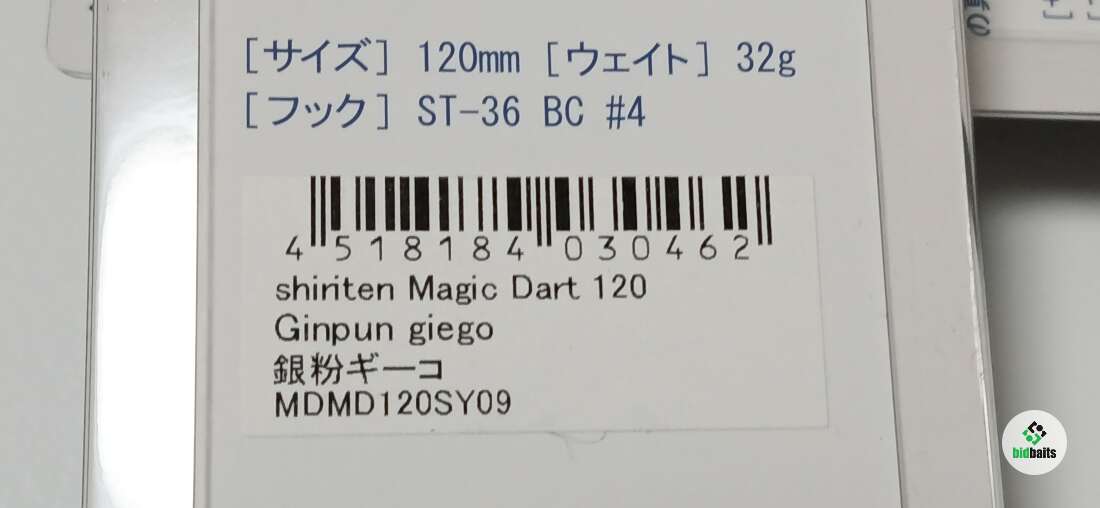 [サイズ] 120mm [ウェイト] 32g
[フック] ST-36 BC #4
4 518184 030462
shiriten Magic Dart 120
Ginpun giego
銀粉ギーコ
MDMD120SY09
bidbaits